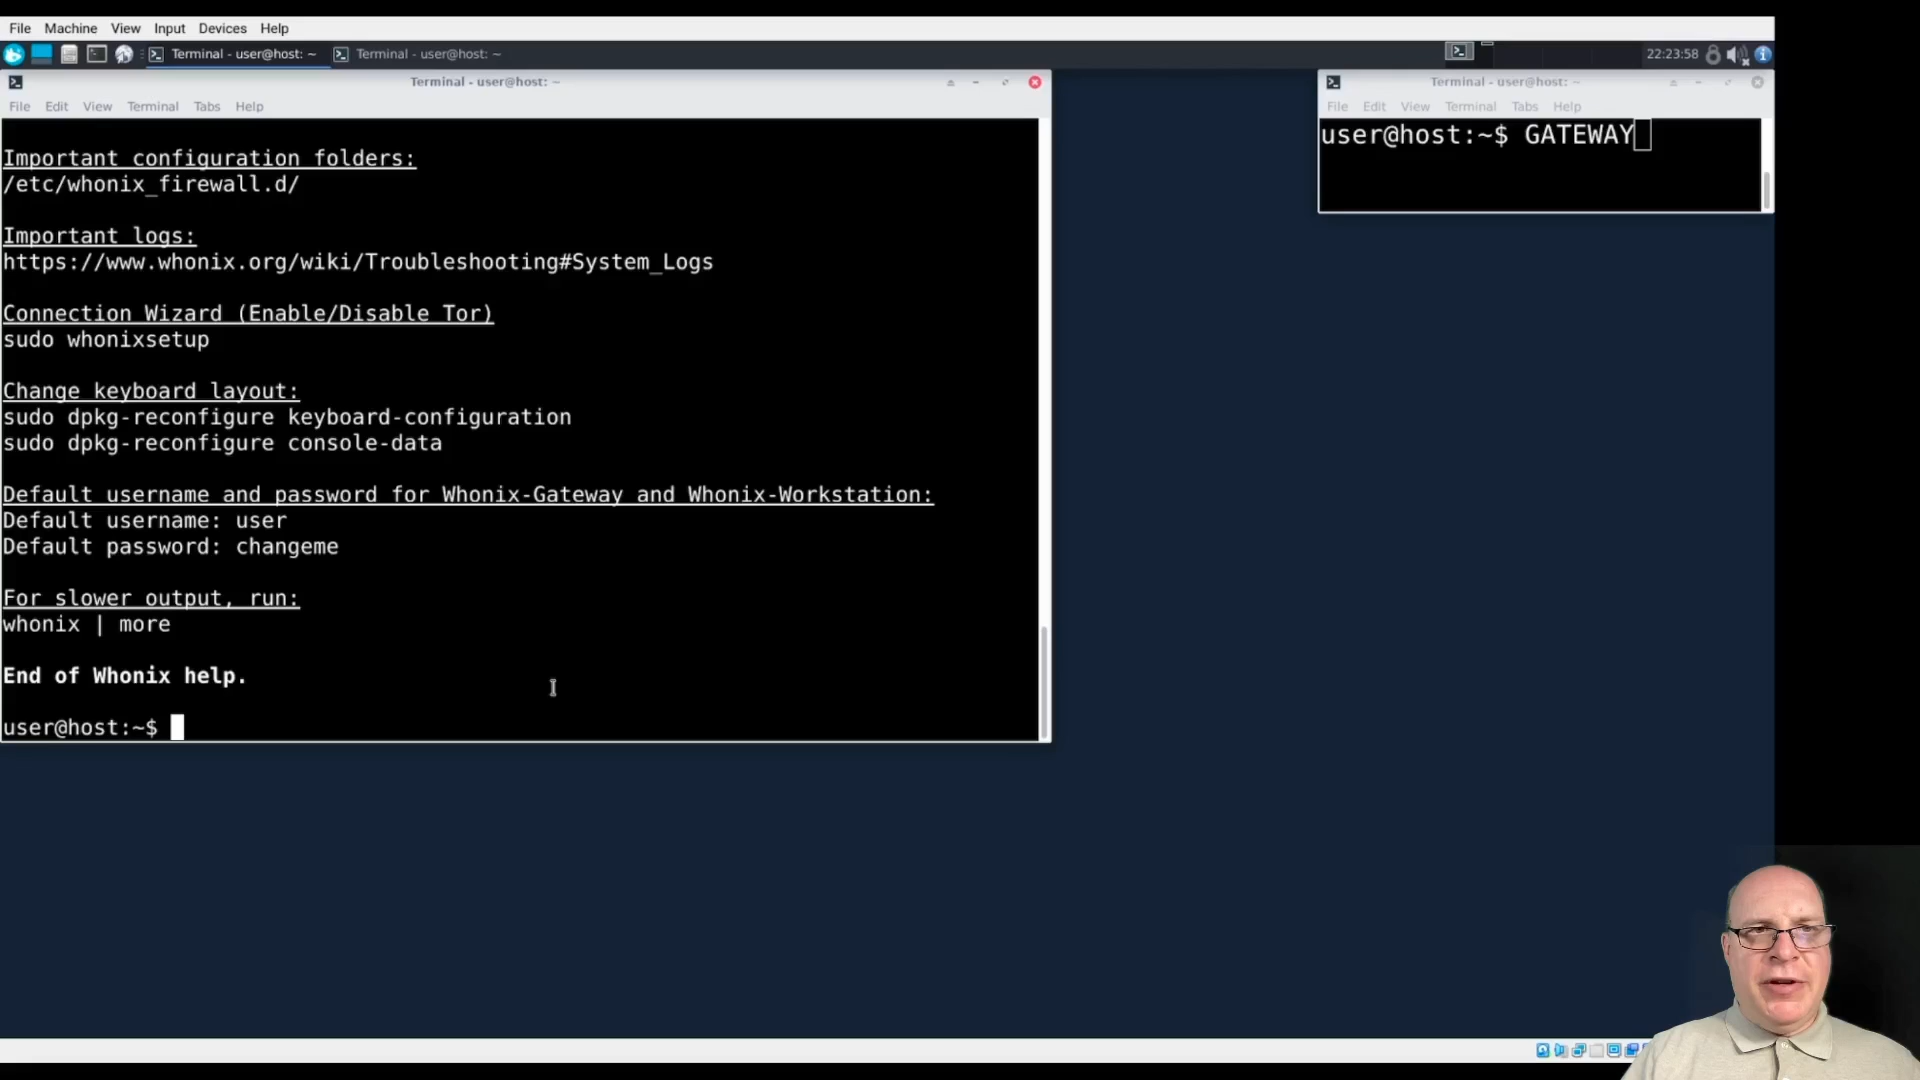 File Machine View Input Devices Help
Terminal - user@host: ~ Terminal - user@host: ~ 22:23:58
Terminal - user@host: ~
File Edit View Terminal Tabs Help
Important configuration folders:
/etc/whonix_firewall.d/
Important logs:
https://www.whonix.org/wiki/Troubleshooting#System_Logs
Connection Wizard (Enable/Disable Tor)
sudo whonixsetup
Change keyboard layout:
sudo dpkg-reconfigure keyboard-configuration
sudo dpkg-reconfigure console-data
Default username and password for Whonix-Gateway and Whonix-Workstation:
Default username: user
Default password: changeme
For slower output, run:
whonix | more
End of Whonix help.
user@host:~$
Terminal - user@host: ~
File Edit View Terminal Tabs Help
user@host:~$ GATEWAY